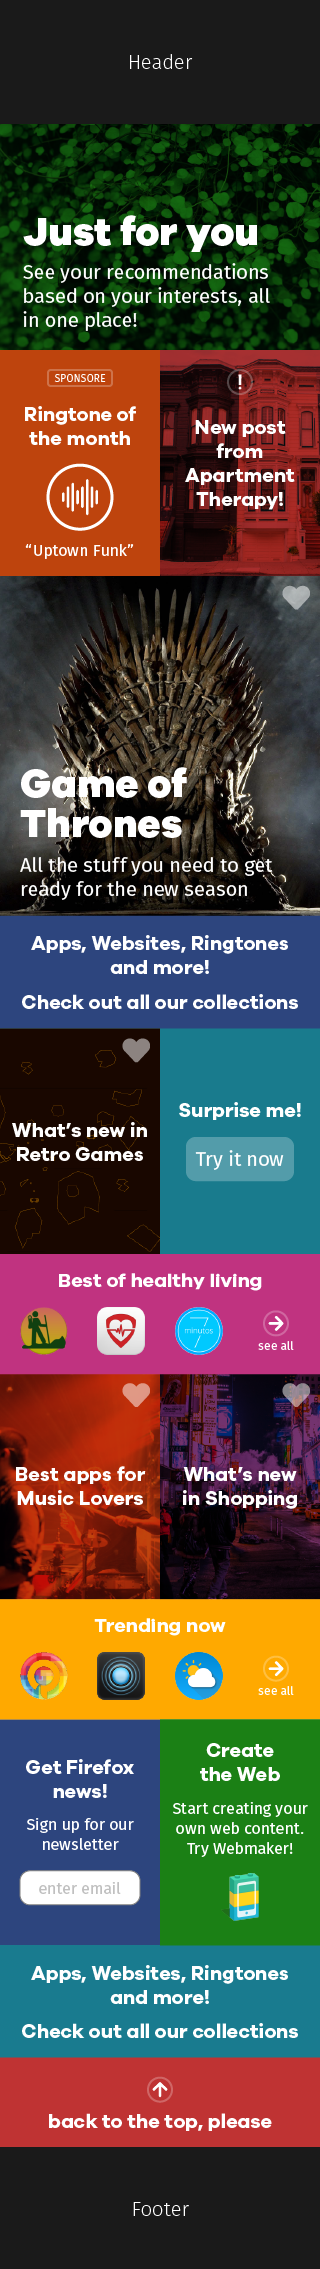 Header
Just for you
See your recommendations
based on your interests, all
in one place!
SPONSORE
Ringtone of
the month
“Uptown Funk”
!
New post
from
Apartment
Therapy!
Game of
Thrones
All the stuff you need to get
ready for the new season
Apps, Websites, Ringtones
and more!
Check out all our collections
What’s new in
Retro Games
Surprise me!
Try it now
Best of healthy living
7
minutos
see all
Best apps for
Music Lovers
What’s new
in Shopping
Trending now
see all
Get Firefox
news!
Sign up for our
newsletter
enter email
Create
the Web
Start creating your
own web content.
Try Webmaker!
Apps, Websites, Ringtones
and more!
Check out all our collections
back to the top, please
Footer